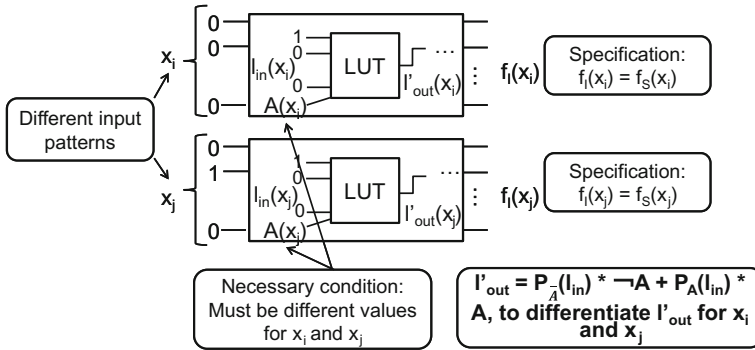 0
0
x_i
0
Different input
patterns
1
0
I_in(x_i)
0
A(x_i)
LUT
...
I'_out(x_i)
⋮
f_I(x_i)
Specification:
f_I(x_i) = f_S(x_i)
0
1
x_j
0
1
0
I_in(x_j)
0
A(x_j)
LUT
...
I'_out(x_j)
⋮
f_I(x_j)
Specification:
f_I(x_j) = f_S(x_j)
Necessary condition:
Must be different values
for x_i and x_j
I'_out = P_A̅(I_in) * ¬A + P_A(I_in) *
A, to differentiate I'_out for x_i
and x_j